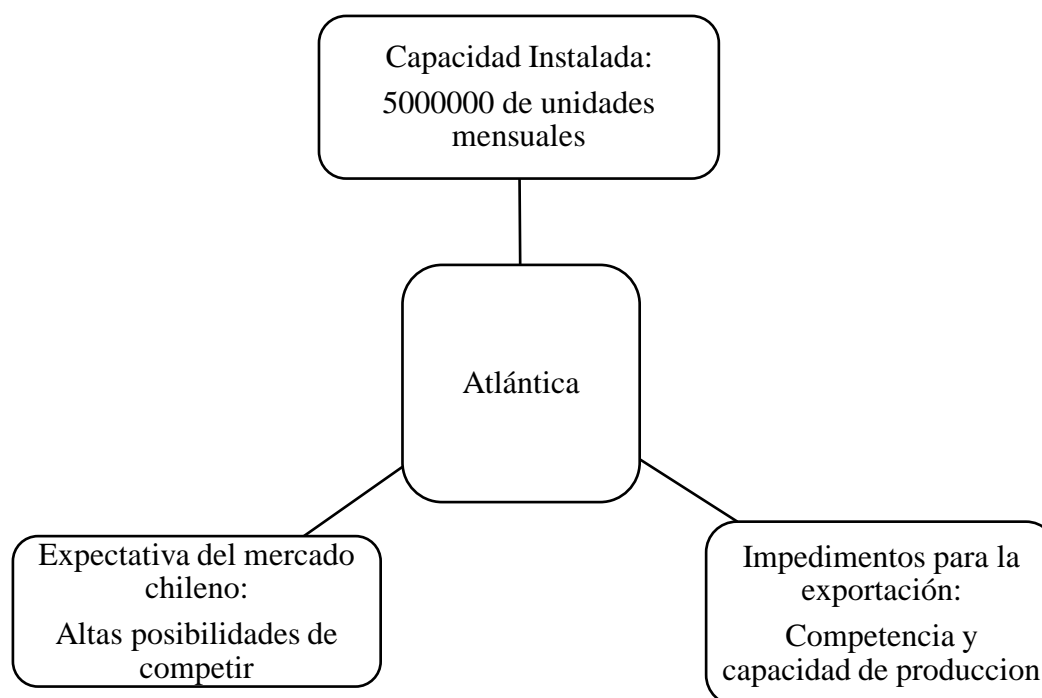 Capacidad Instalada:
5000000 de unidades
mensuales
Atlántica
Expectativa del mercado
chileno:
Altas posibilidades de
competir
Impedimentos para la
exportación:
Competencia y
capacidad de produccion